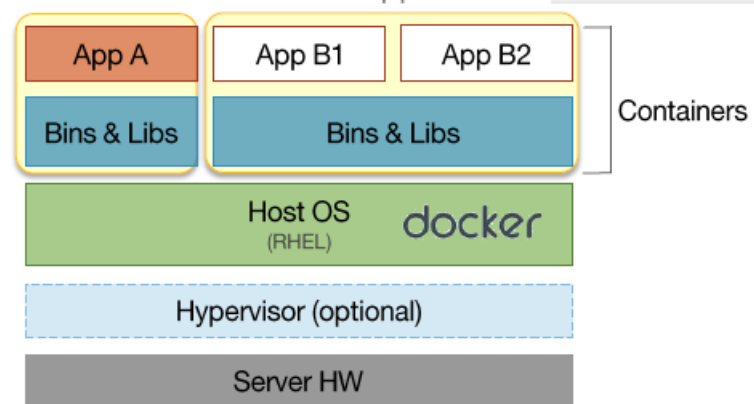 App A
App B1
App B2
Containers
Bins & Libs
Bins & Libs
Host OS
(RHEL)
docker
Hypervisor (optional)
Server HW